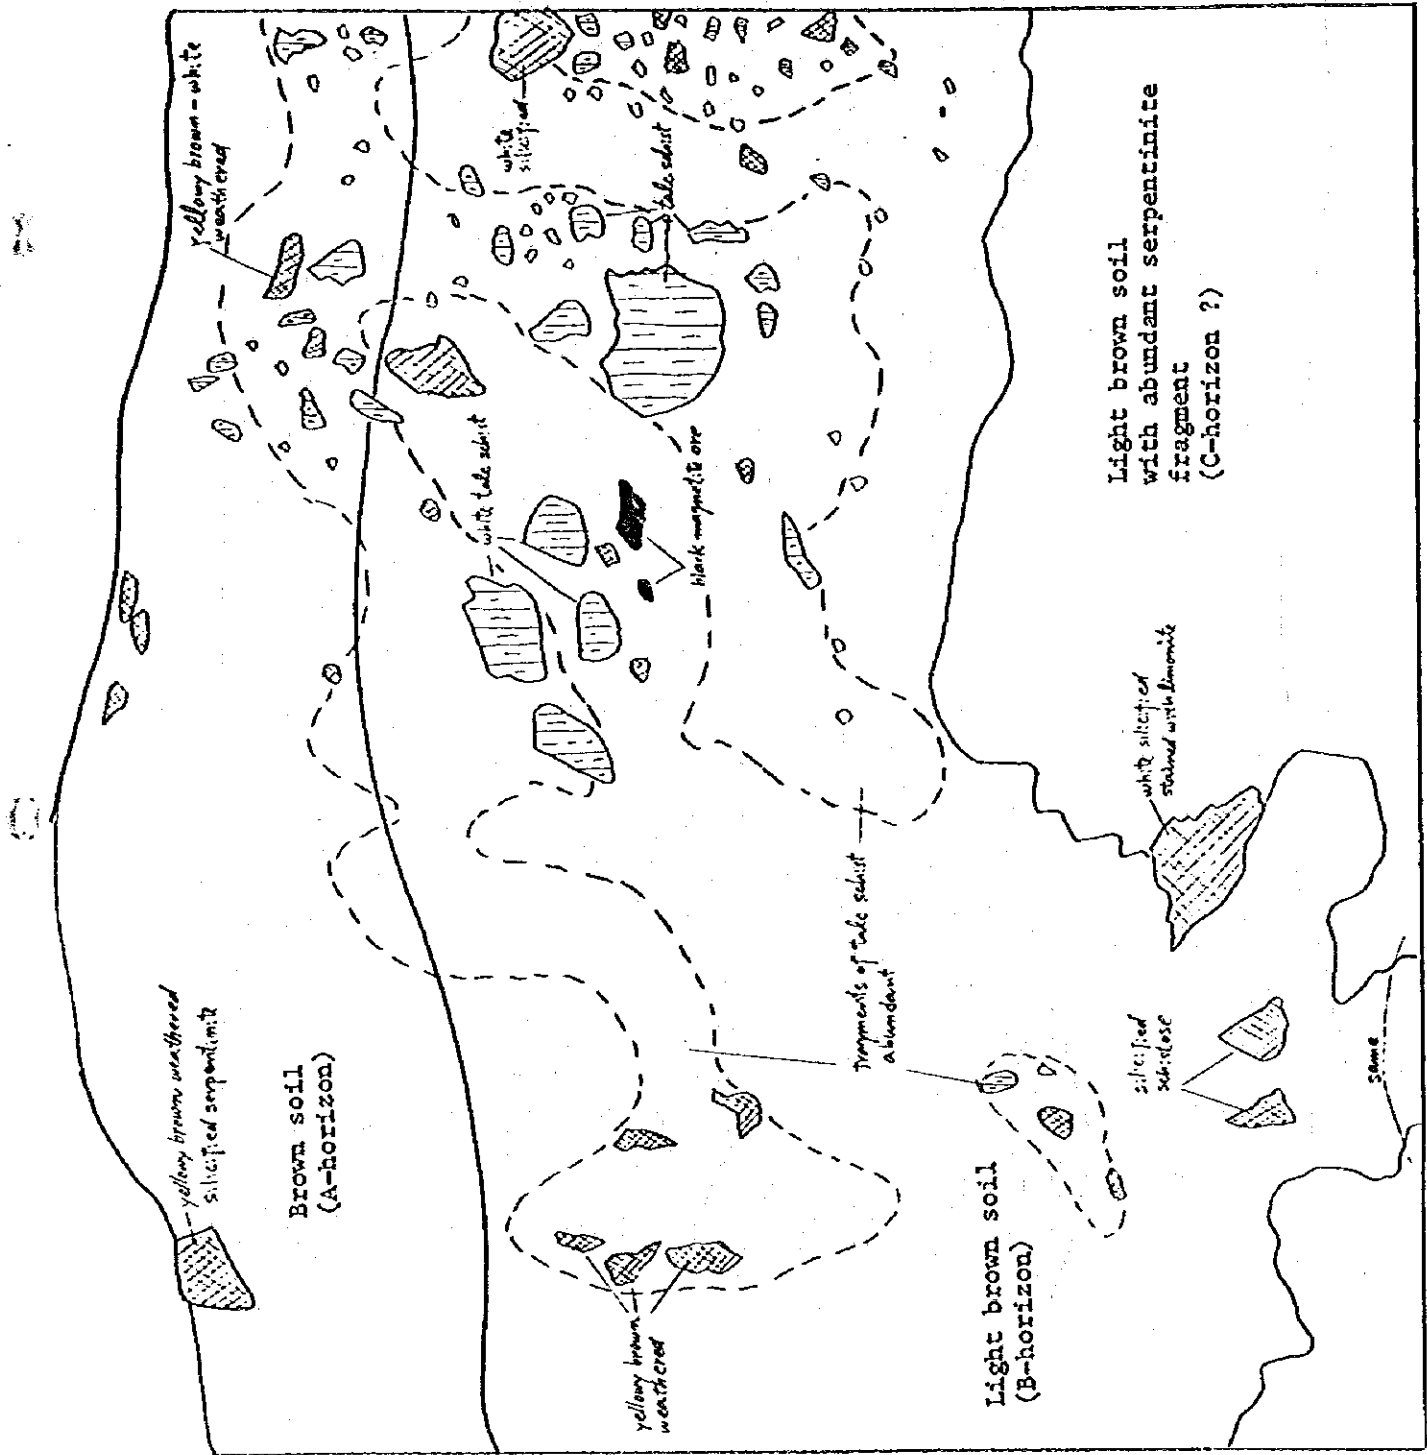 yellowy brown weathered
silicified serpentinite
yellowy brown - white
weathered
Brown soil
(A-horizon)
white talc schist
white
silicified
talc schist
black magnetite ore
yellowy brown
weathered
fragments of talc schist
abundant
Light brown soil
(B-horizon)
silicified
schistose
white silicified
stained with limonite
same
Light brown soil
with abundant serpentinite
fragment
(C-horizon ?)